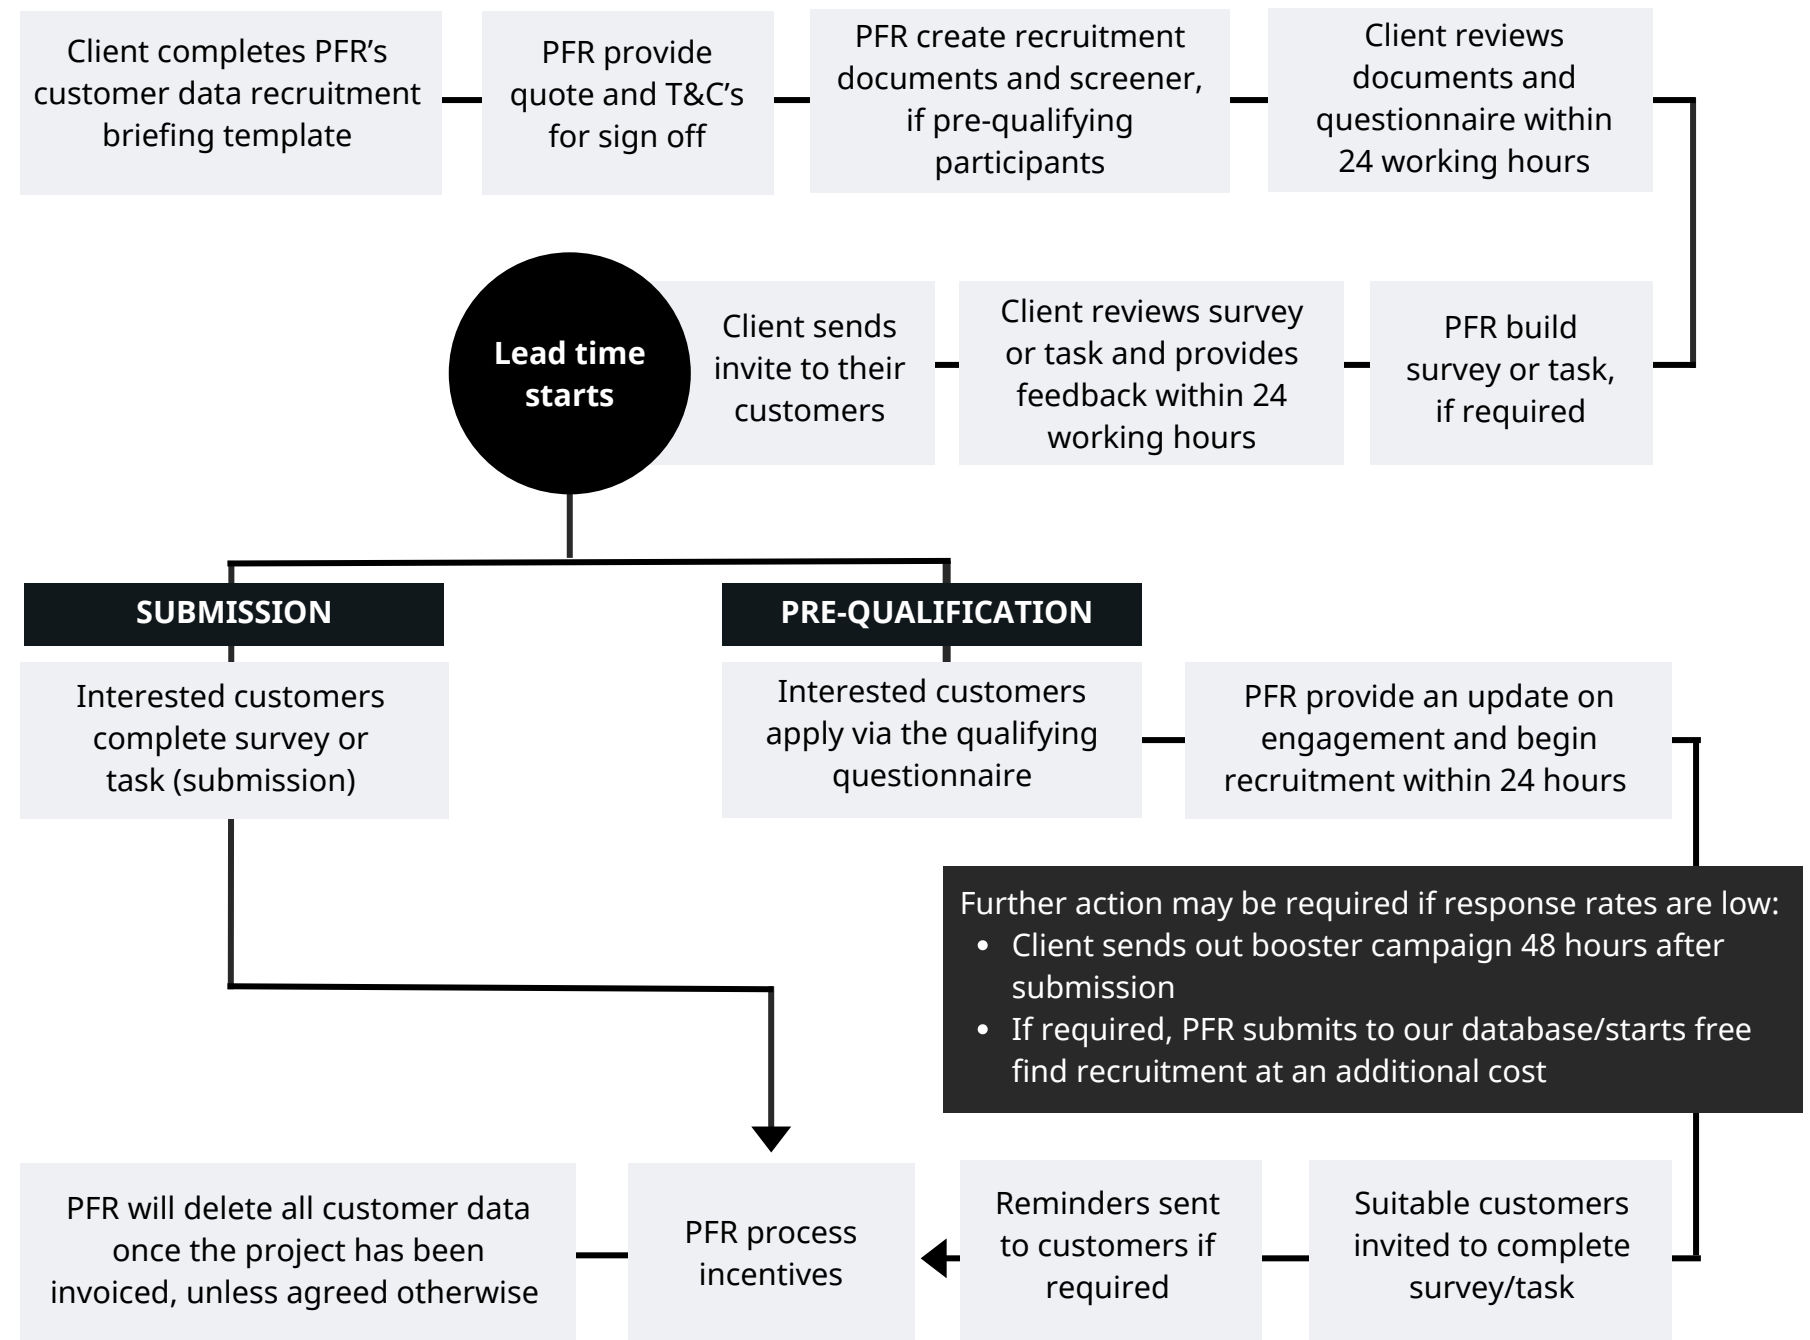 Client completes PFR’s
customer data recruitment
briefing template
PFR provide
quote and T&C’s
for sign off
PFR create recruitment
documents and screener,
if pre-qualifying
participants
Client reviews
documents and
questionnaire within
24 working hours
PFR build
survey or task,
if required
Client reviews survey
or task and provides
feedback within 24
working hours
Client sends
invite to their
customers
Lead time
starts
SUBMISSION
Interested customers
complete survey or
task (submission)
PRE-QUALIFICATION
Interested customers
apply via the qualifying
questionnaire
PFR provide an update on
engagement and begin
recruitment within 24 hours
Further action may be required if response rates are low:
• Client sends out booster campaign 48 hours after
submission
• If required, PFR submits to our database/starts free
find recruitment at an additional cost
Suitable customers
invited to complete
survey/task
Reminders sent
to customers if
required
PFR process
incentives
PFR will delete all customer data
once the project has been
invoiced, unless agreed otherwise